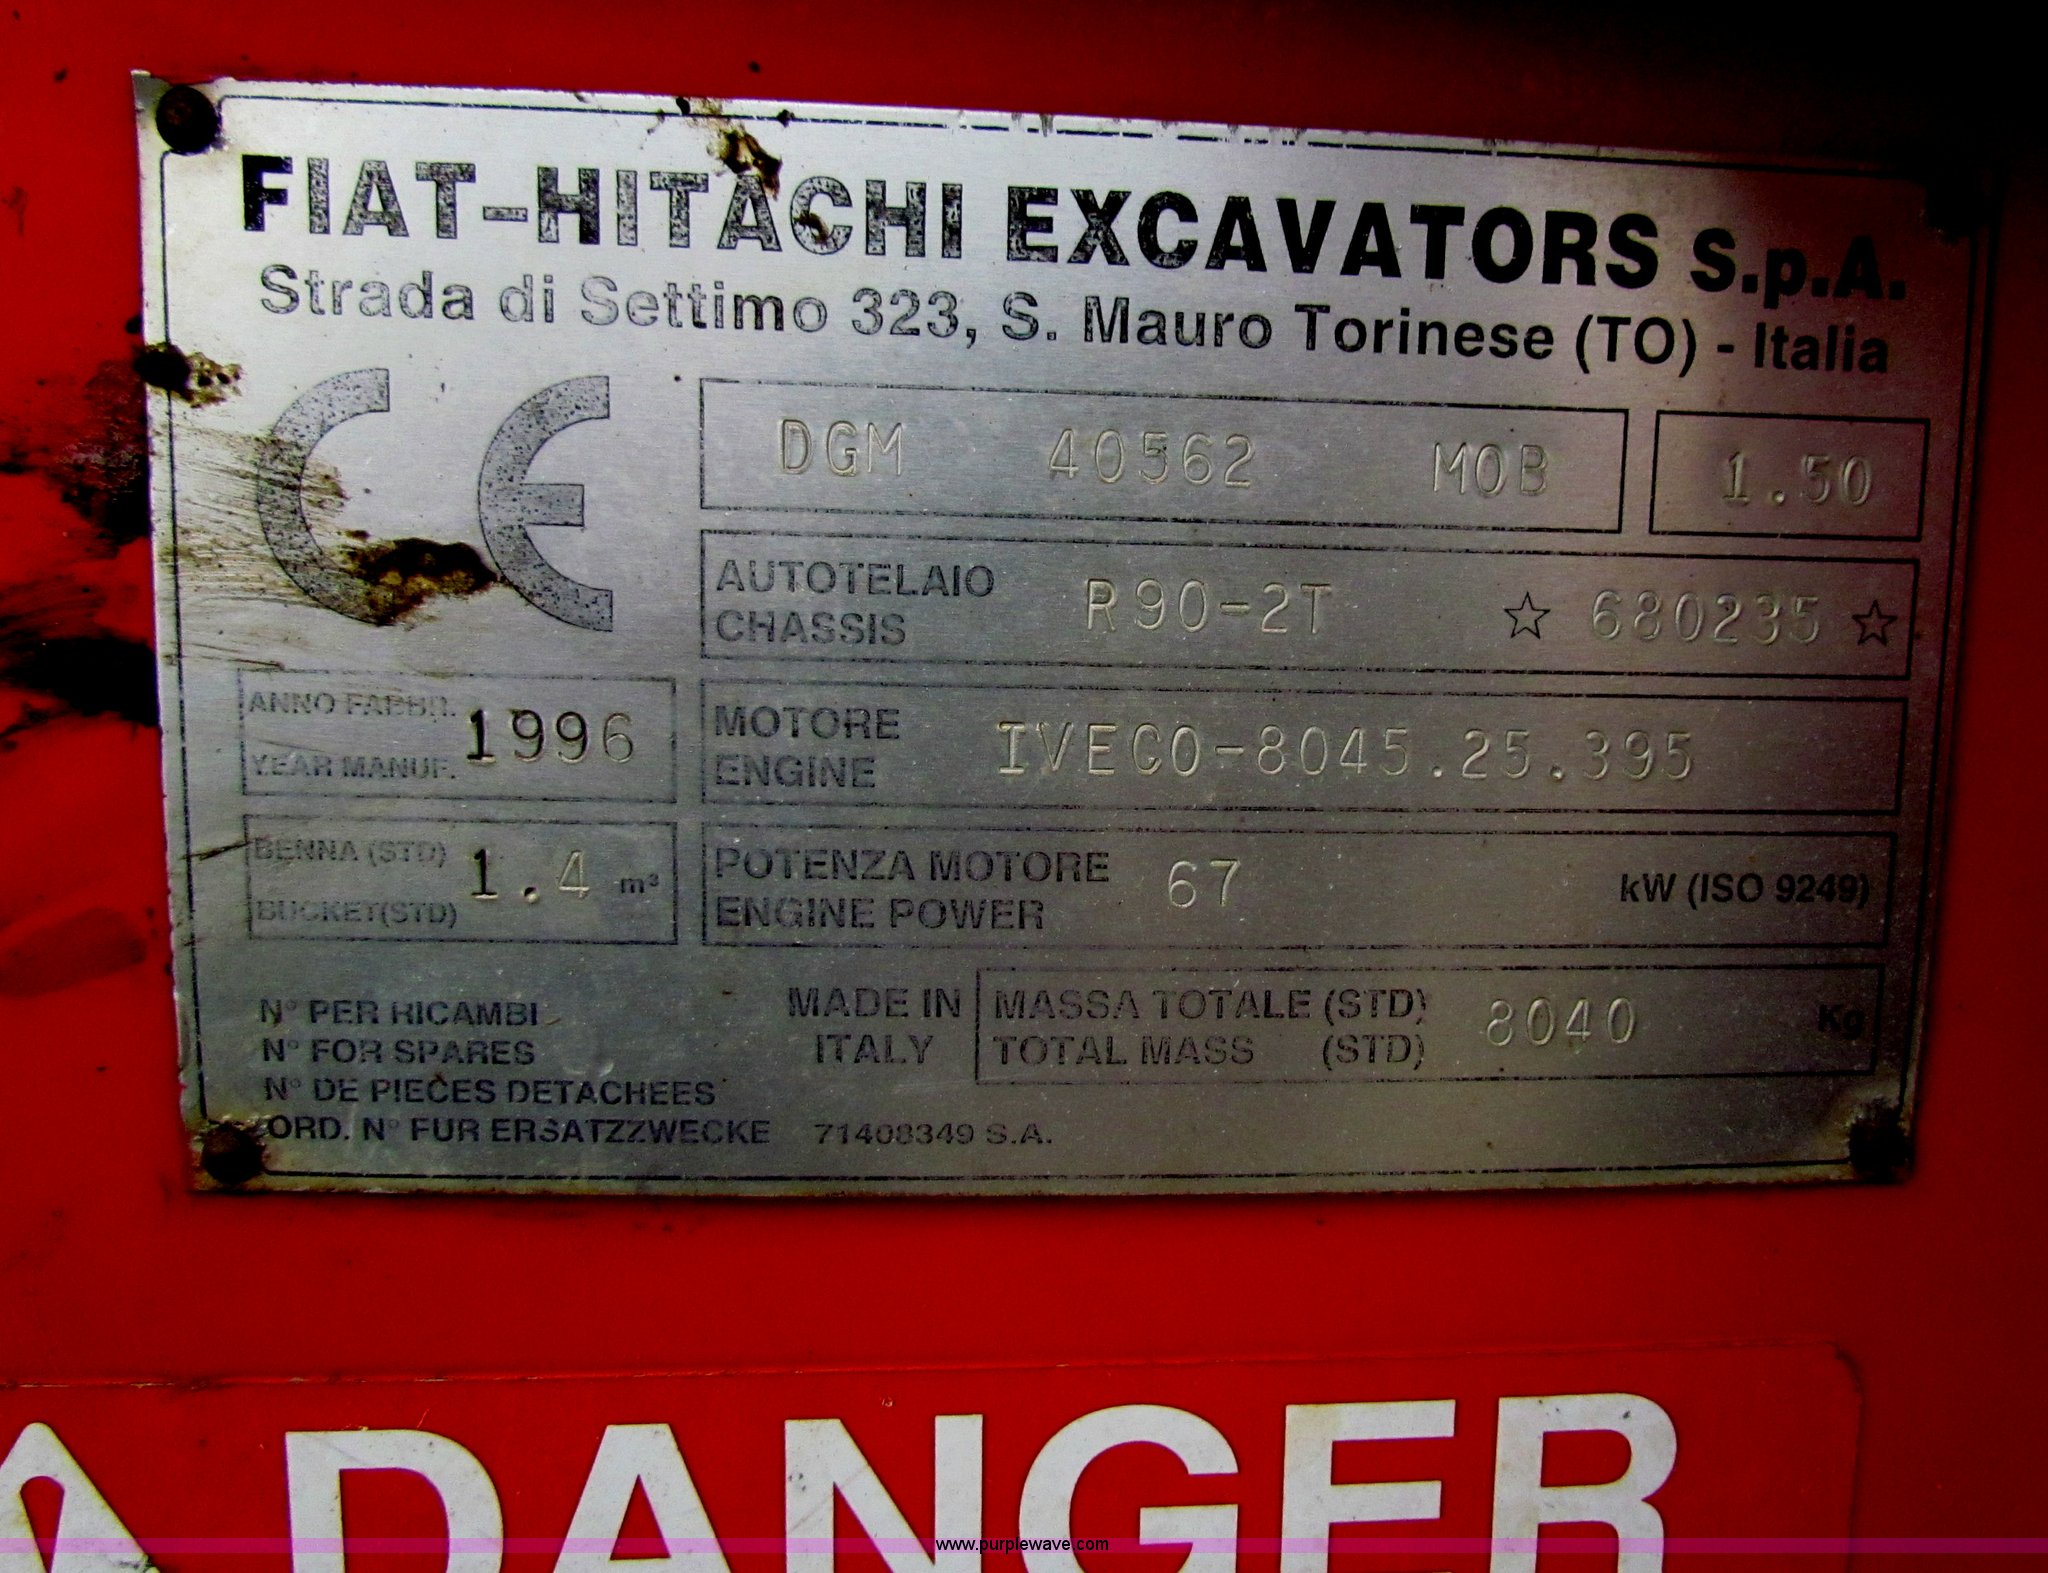 FIAT-HITACHI EXCAVATORS S.p.A.
Strada di Settimo 323, S. Mauro Torinese (TO) - Italia
CE
DGM 40562 MOB 1.50
AUTOTELAIO
CHASSIS R90-2T ☆ 680235 ☆
ANNO FABBR.
YEAR MANUF. 1996
MOTORE
ENGINE IVECO-8045.25.395
BENNA (STD)
BUCKET(STD) 1.4 m³
POTENZA MOTORE
ENGINE POWER 67 kW (ISO 9249)
N° PER RICAMBI
N° FOR SPARES
N° DE PIECES DETACHEES
ORD. N° FUR ERSATZZWECKE 71408349 S.A.
MADE IN
ITALY
MASSA TOTALE (STD)
TOTAL MASS (STD) 8040 Kg
DANGER
www.purplewave.com